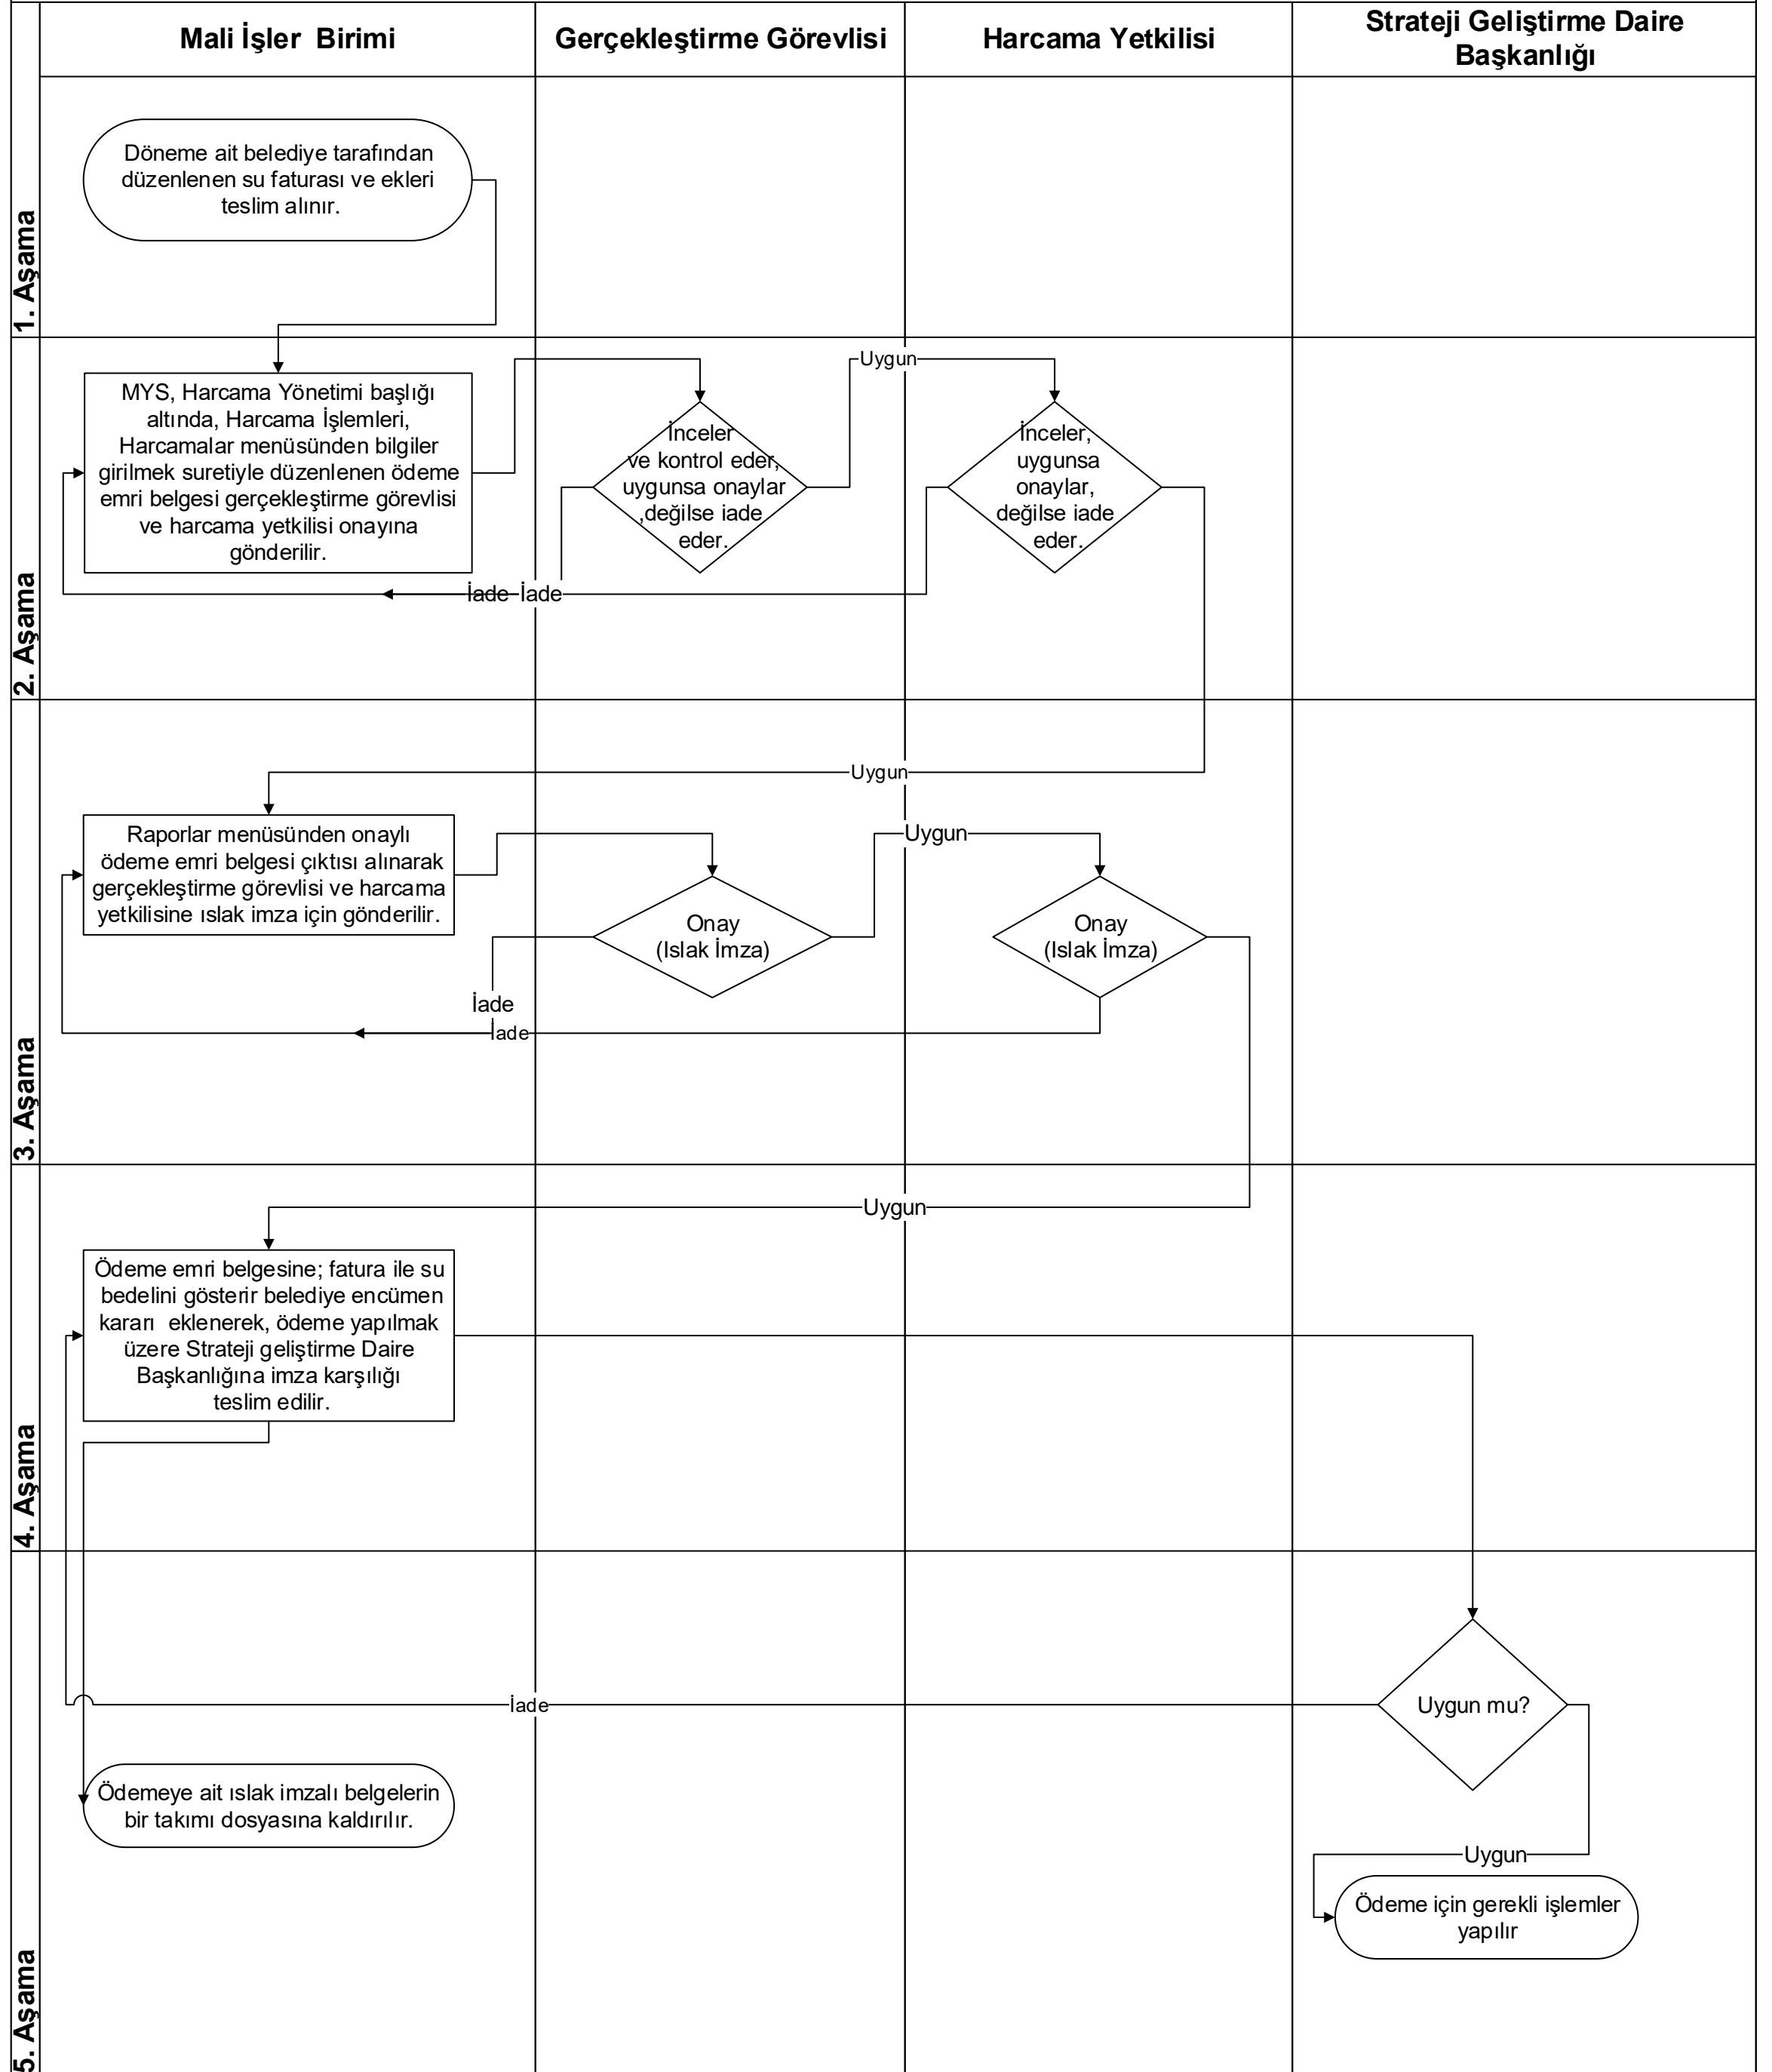 Mali İşler  Birimi
Gerçekleştirme Görevlisi
Harcama Yetkilisi
Strateji Geliştirme Daire
Başkanlığı
1. Aşama
Döneme ait belediye tarafından
düzenlenen su faturası ve ekleri
teslim alınır.
2. Aşama
MYS, Harcama Yönetimi başlığı
altında, Harcama İşlemleri,
Harcamalar menüsünden bilgiler
girilmek suretiyle düzenlenen ödeme
emri belgesi gerçekleştirme görevlisi
ve harcama yetkilisi onayına
gönderilir.
İnceler
ve kontrol eder,
uygunsa onaylar
,değilse iade
eder.
Uygun
İnceler,
uygunsa
onaylar,
değilse iade
eder.
İade
İade
3. Aşama
Uygun
Raporlar menüsünden onaylı
ödeme emri belgesi çıktısı alınarak
gerçekleştirme görevlisi ve harcama
yetkilisine ıslak imza için gönderilir.
Onay
(Islak İmza)
Uygun
Onay
(Islak İmza)
İade
İade
4. Aşama
Uygun
Ödeme emri belgesine; fatura ile su
bedelini gösterir belediye encümen
kararı  eklenerek, ödeme yapılmak
üzere Strateji geliştirme Daire
Başkanlığına imza karşılığı
teslim edilir.
5. Aşama
Uygun mu?
İade
Ödemeye ait ıslak imzalı belgelerin
bir takımı dosyasına kaldırılır.
Uygun
Ödeme için gerekli işlemler
yapılır